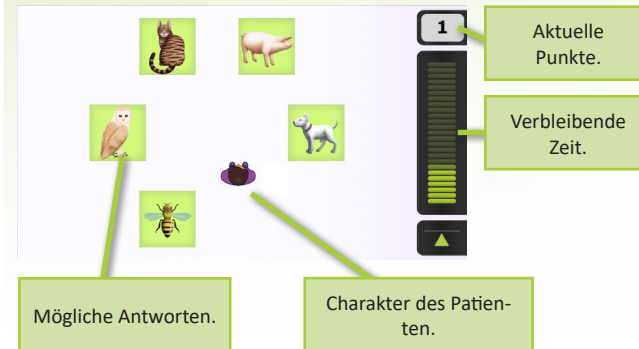 1
Aktuelle
Punkte.
Verbleibende
Zeit.
Mögliche Antworten.
Charakter des Patien-
ten.